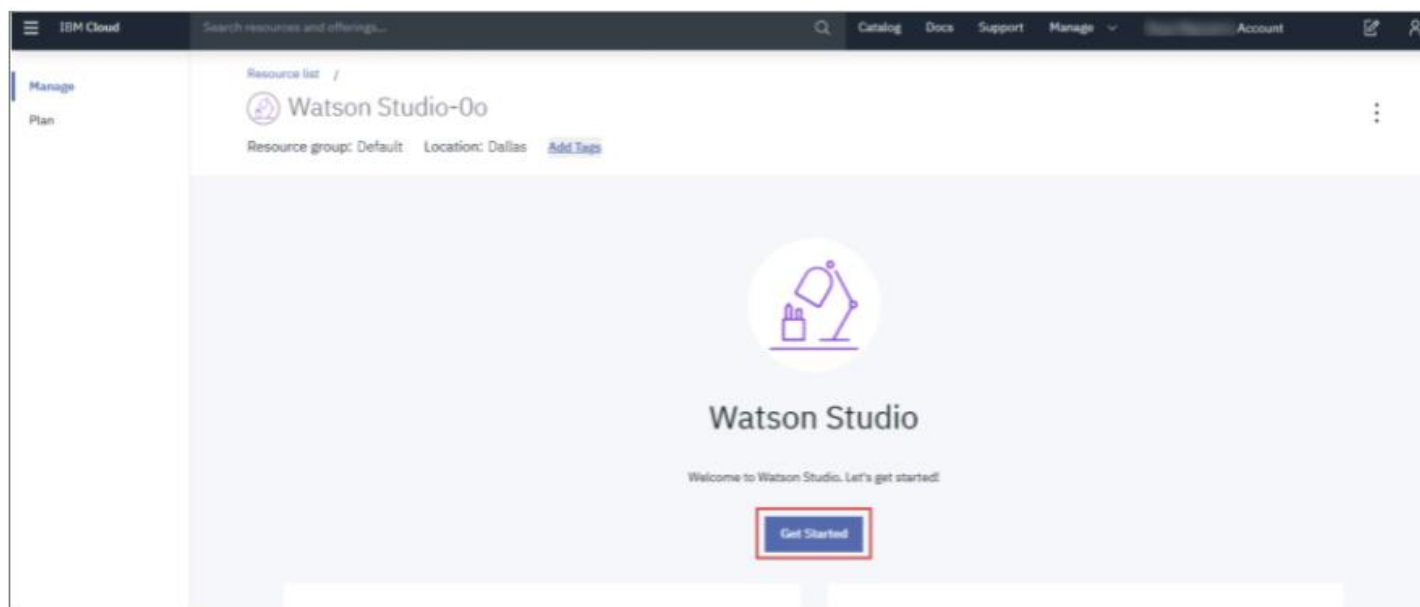 IBM Cloud Search resources and offerings... Catalog Docs Support Manage Account
Manage
Plan
Resource list /
Watson Studio-0o
Resource group: Default Location: Dallas Add Tags
Watson Studio
Welcome to Watson Studio. Let's get started!
Get Started